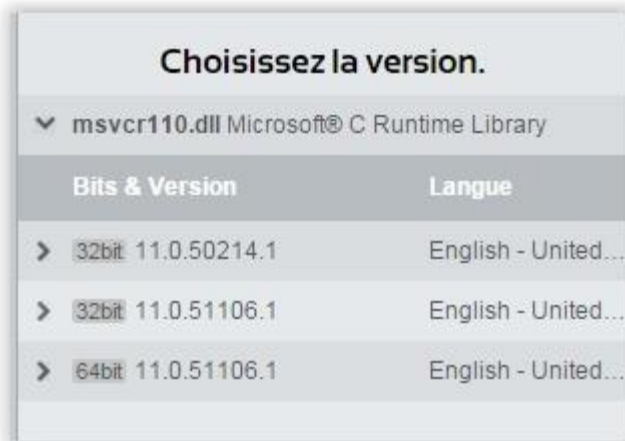 Choisissez la version.
msvcr110.dll Microsoft® C Runtime Library
Bits & Version Langue
32bit 11.0.50214.1 English - United...
32bit 11.0.51106.1 English - United...
64bit 11.0.51106.1 English - United...